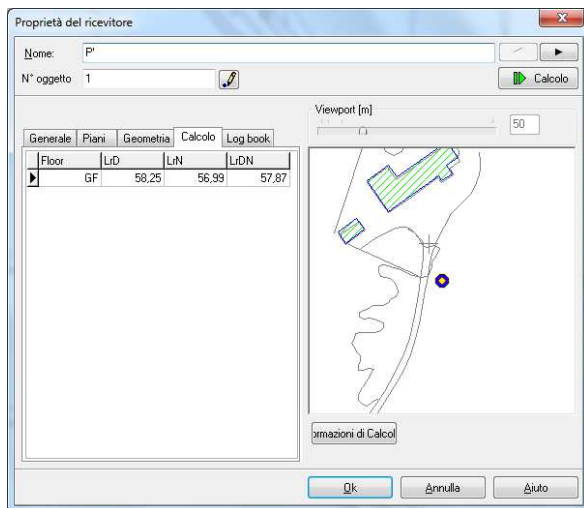 Proprietà del ricevitore
Nome: P'
N° oggetto 1 Calcolo
Viewport [m]
50
Generale Piani Geometria Calcolo Log book
Floor LrD LrN LrDN
GF 58,25 56,99 57,87
ormazioni di Calcol
Ok Annulla Aiuto